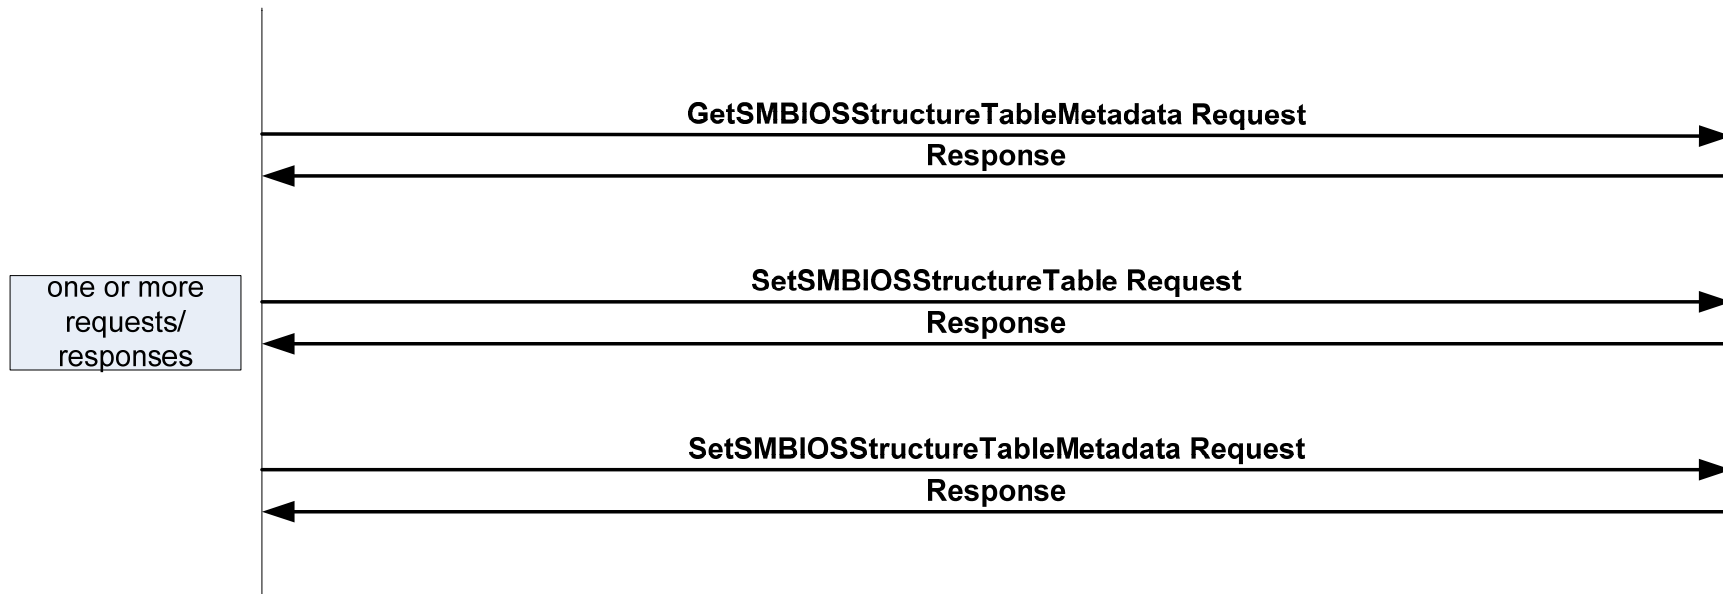 GetSMBIOSStructureTableMetadata Request
Response
SetSMBIOSStructureTable Request
Response
one or more
requests/
responses
SetSMBIOSStructureTableMetadata Request
Response